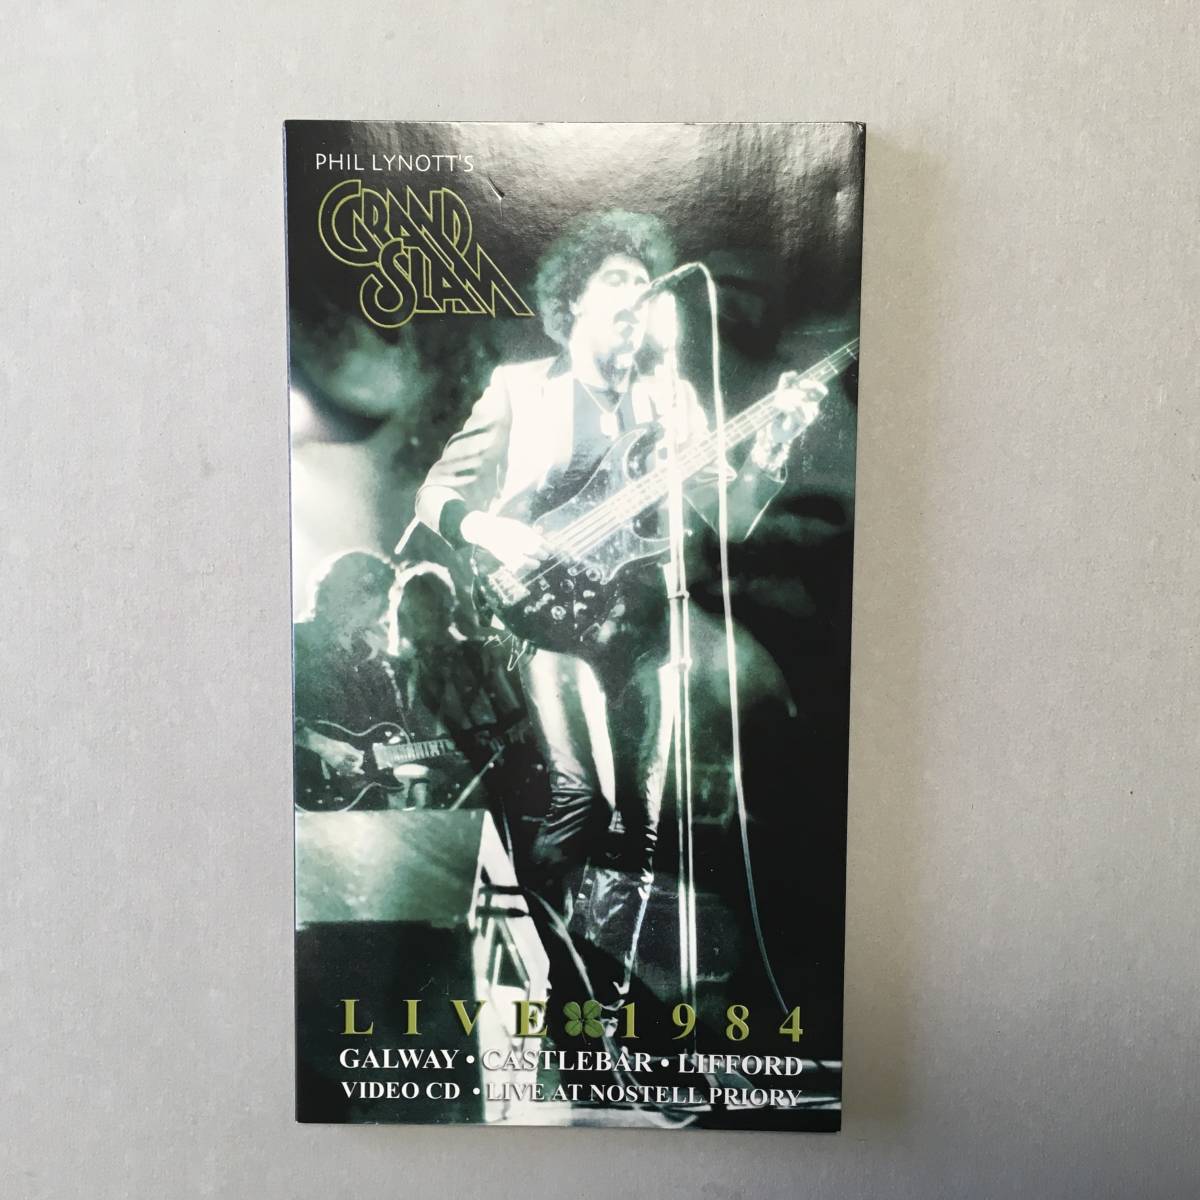 PHIL LYNOTT'S
GRAND
SLAM
LIVE 1984
GALWAY • CASTLEBAR • LIFFORD
VIDEO CD • LIVE AT NOSTELL PRIORY